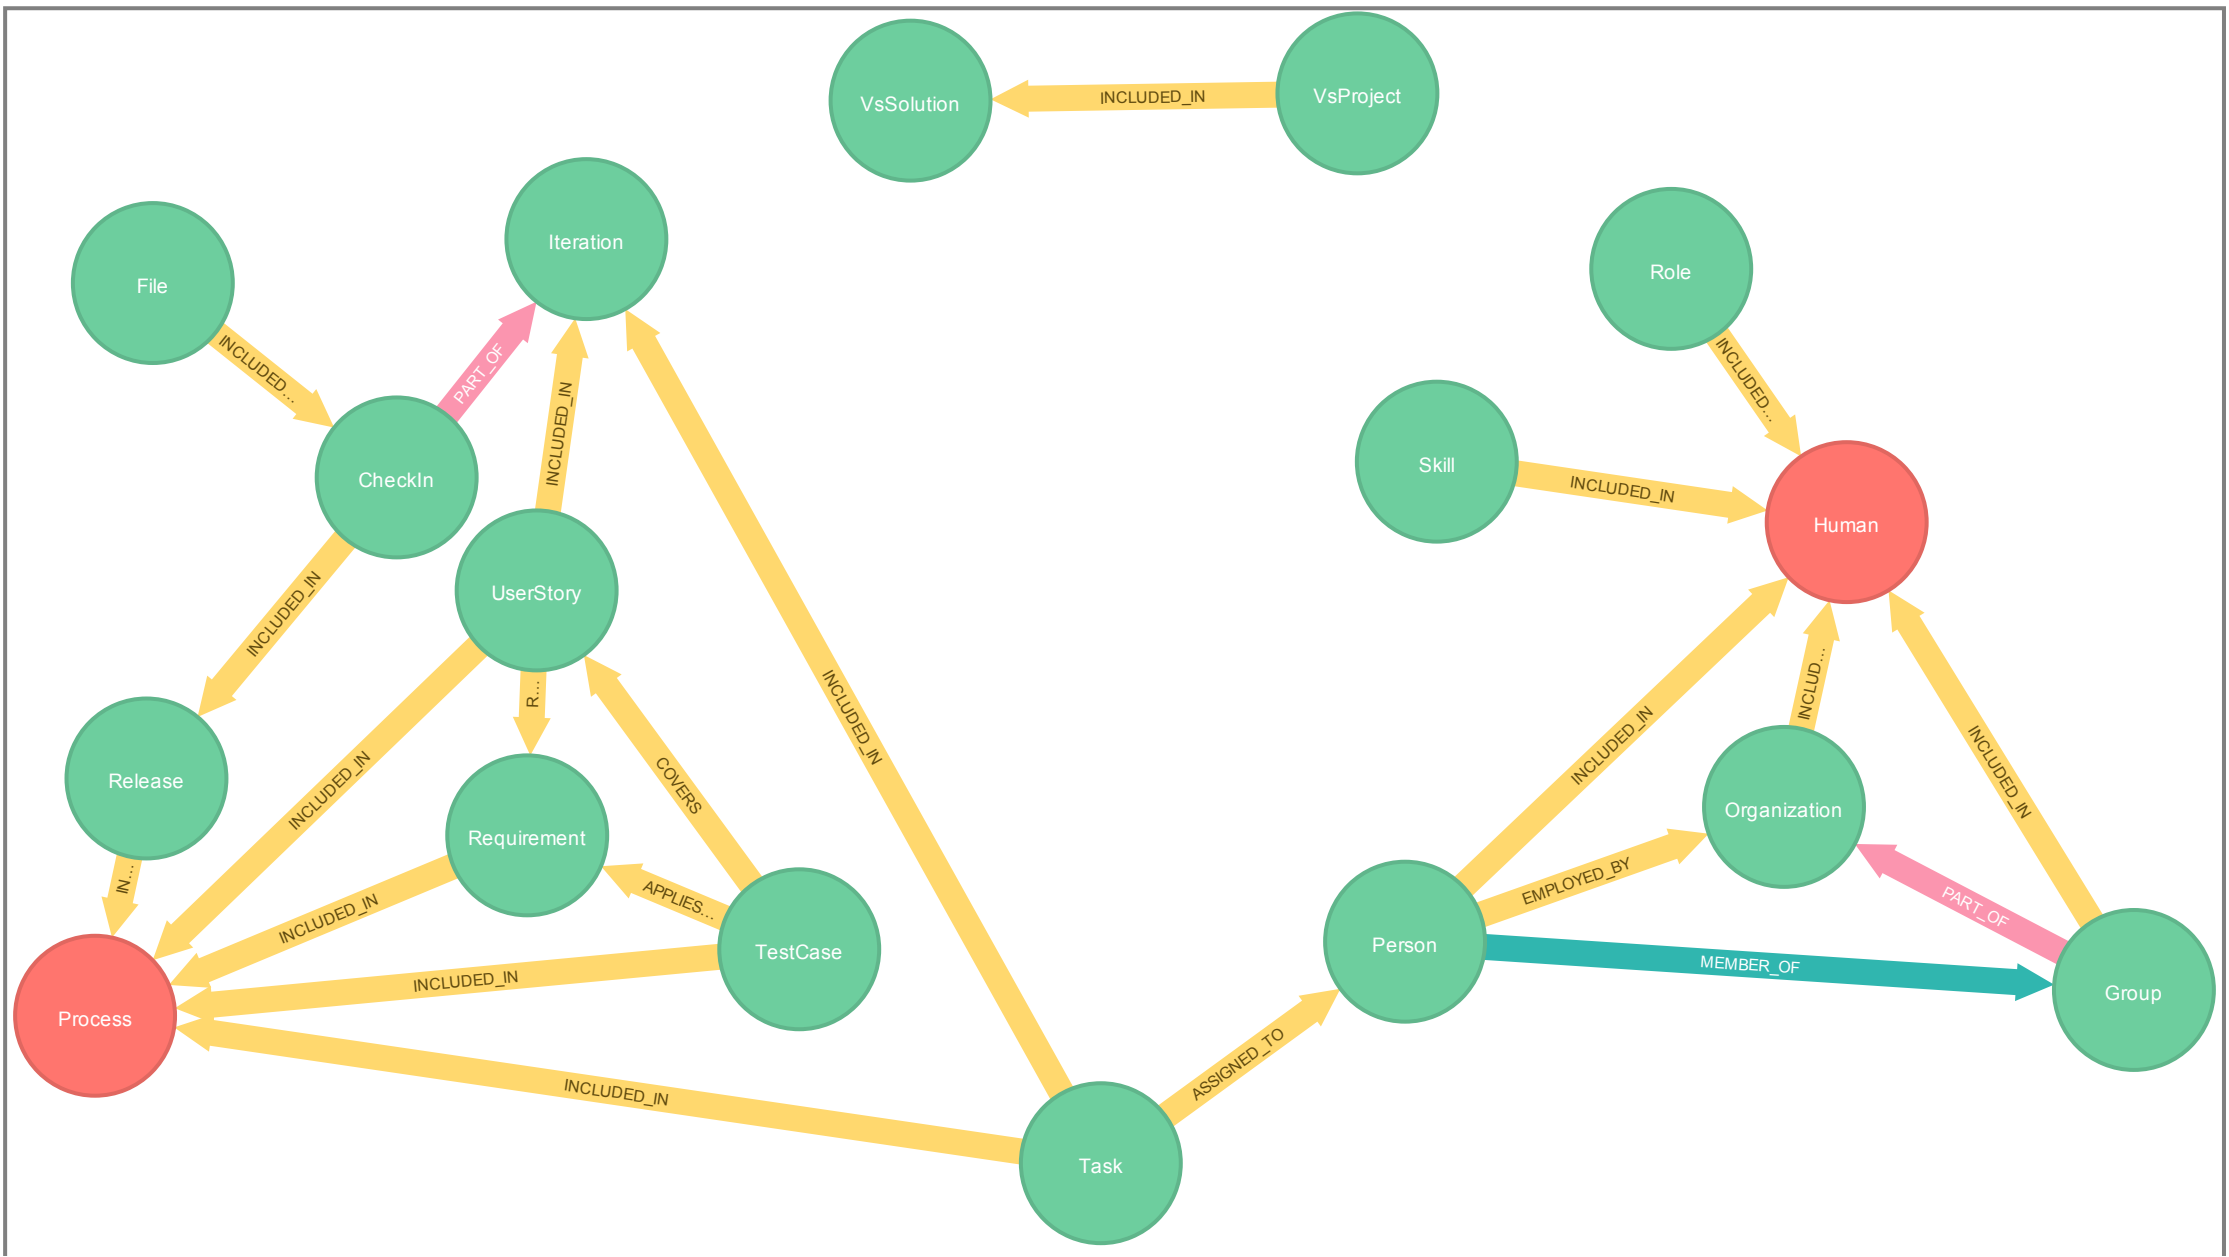 VsSolution
INCLUDED_IN
VsProject
Iteration
File
Role
INCLUDED...
PART_OF
INCLUDED_IN
INCLUDED...
CheckIn
Skill
INCLUDED_IN
Human
INCLUDED_IN
UserStory
INCLUDED_IN
R...
INCLUD...
INCLUDED_IN
INCLUDED_IN
Release
INCLUDED_IN
COVERS
INCLUDED_IN
Organization
Requirement
IN...
INCLUDED_IN
APPLIES...
EMPLOYED_BY
PART_OF
TestCase
Person
MEMBER_OF
INCLUDED_IN
Group
Process
ASSIGNED_TO
INCLUDED_IN
Task